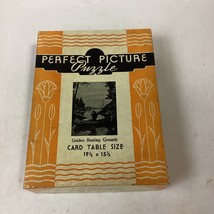 PERFECT PICTURE
Puzzle
Golden Hunting Grounds
CARD TABLE SIZE
19½ x 15½